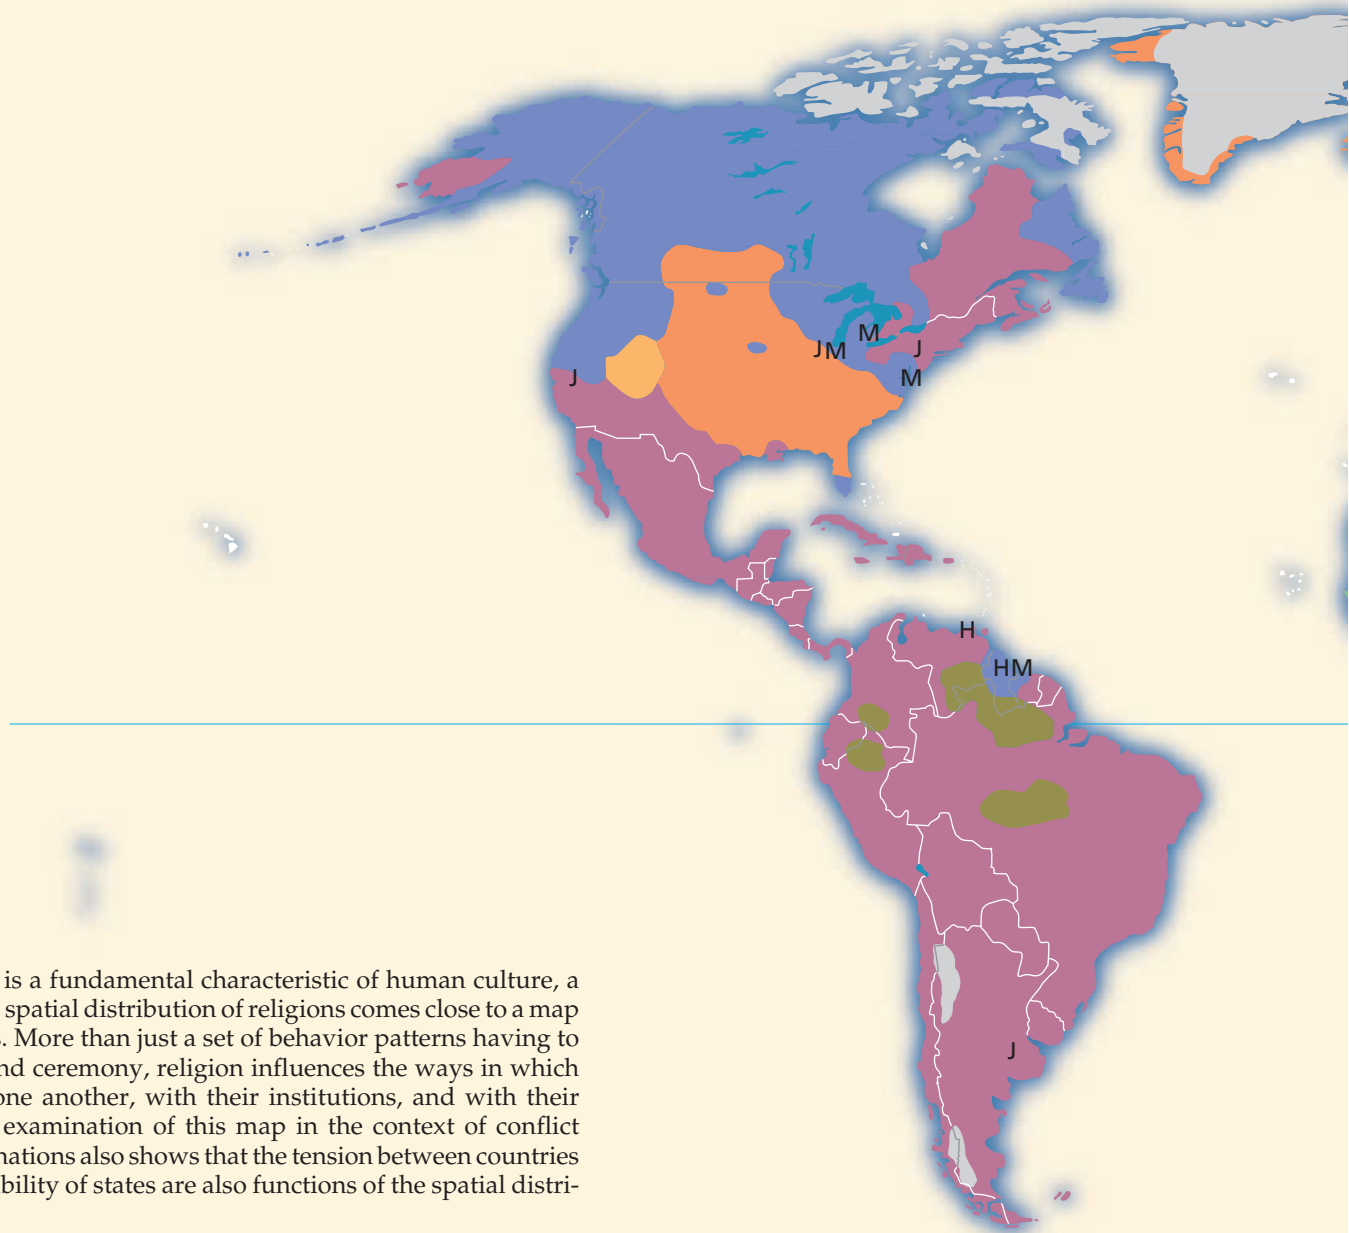 M
J M
J
J
M
H
H M
J
is a fundamental characteristic of human culture, a
spatial distribution of religions comes close to a map
. More than just a set of behavior patterns having to
nd ceremony, religion influences the ways in which
one another, with their institutions, and with their
examination of this map in the context of conflict
nations also shows that the tension between countries
bility of states are also functions of the spatial distri-